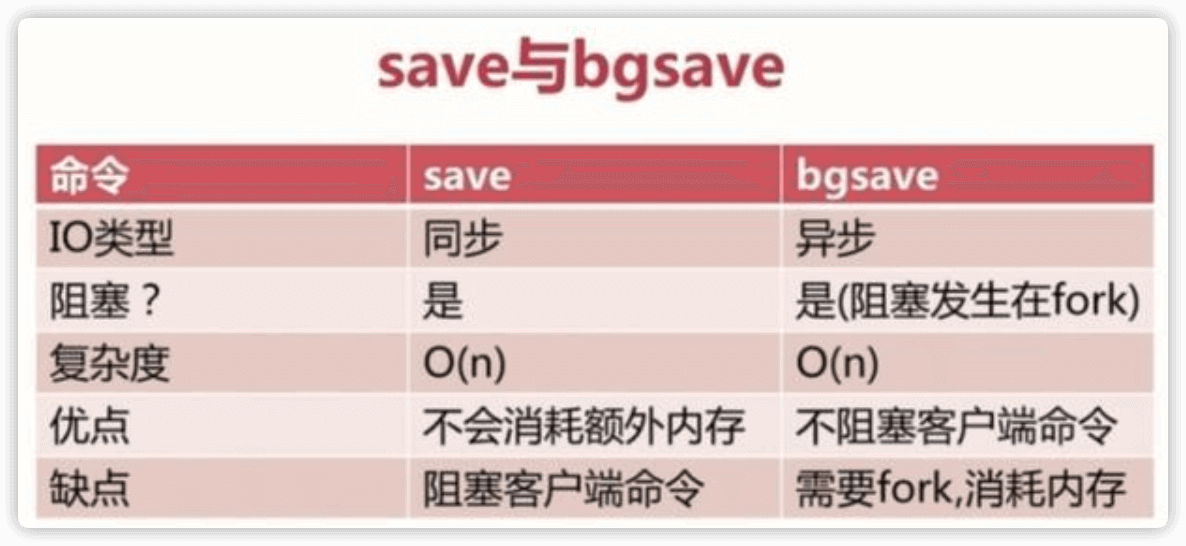 save与bgsave
命令 save bgsave
IO类型 同步 异步
阻塞？ 是 是(阻塞发生在fork)
复杂度 O(n) O(n)
优点 不会消耗额外内存 不阻塞客户端命令
缺点 阻塞客户端命令 需要fork,消耗内存